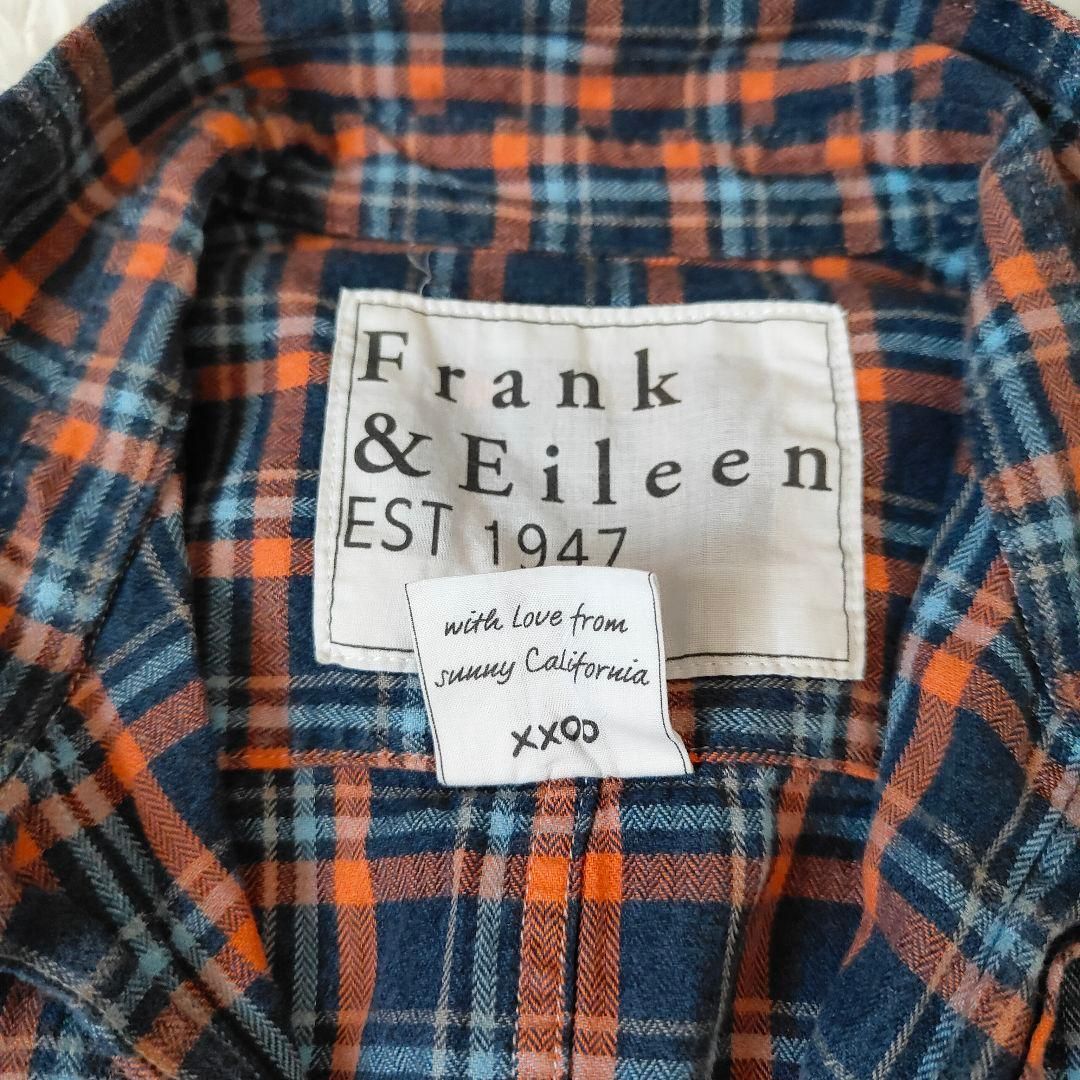 Frank
& Eileen
EST 1947
with Love from
sunny California
xxoo